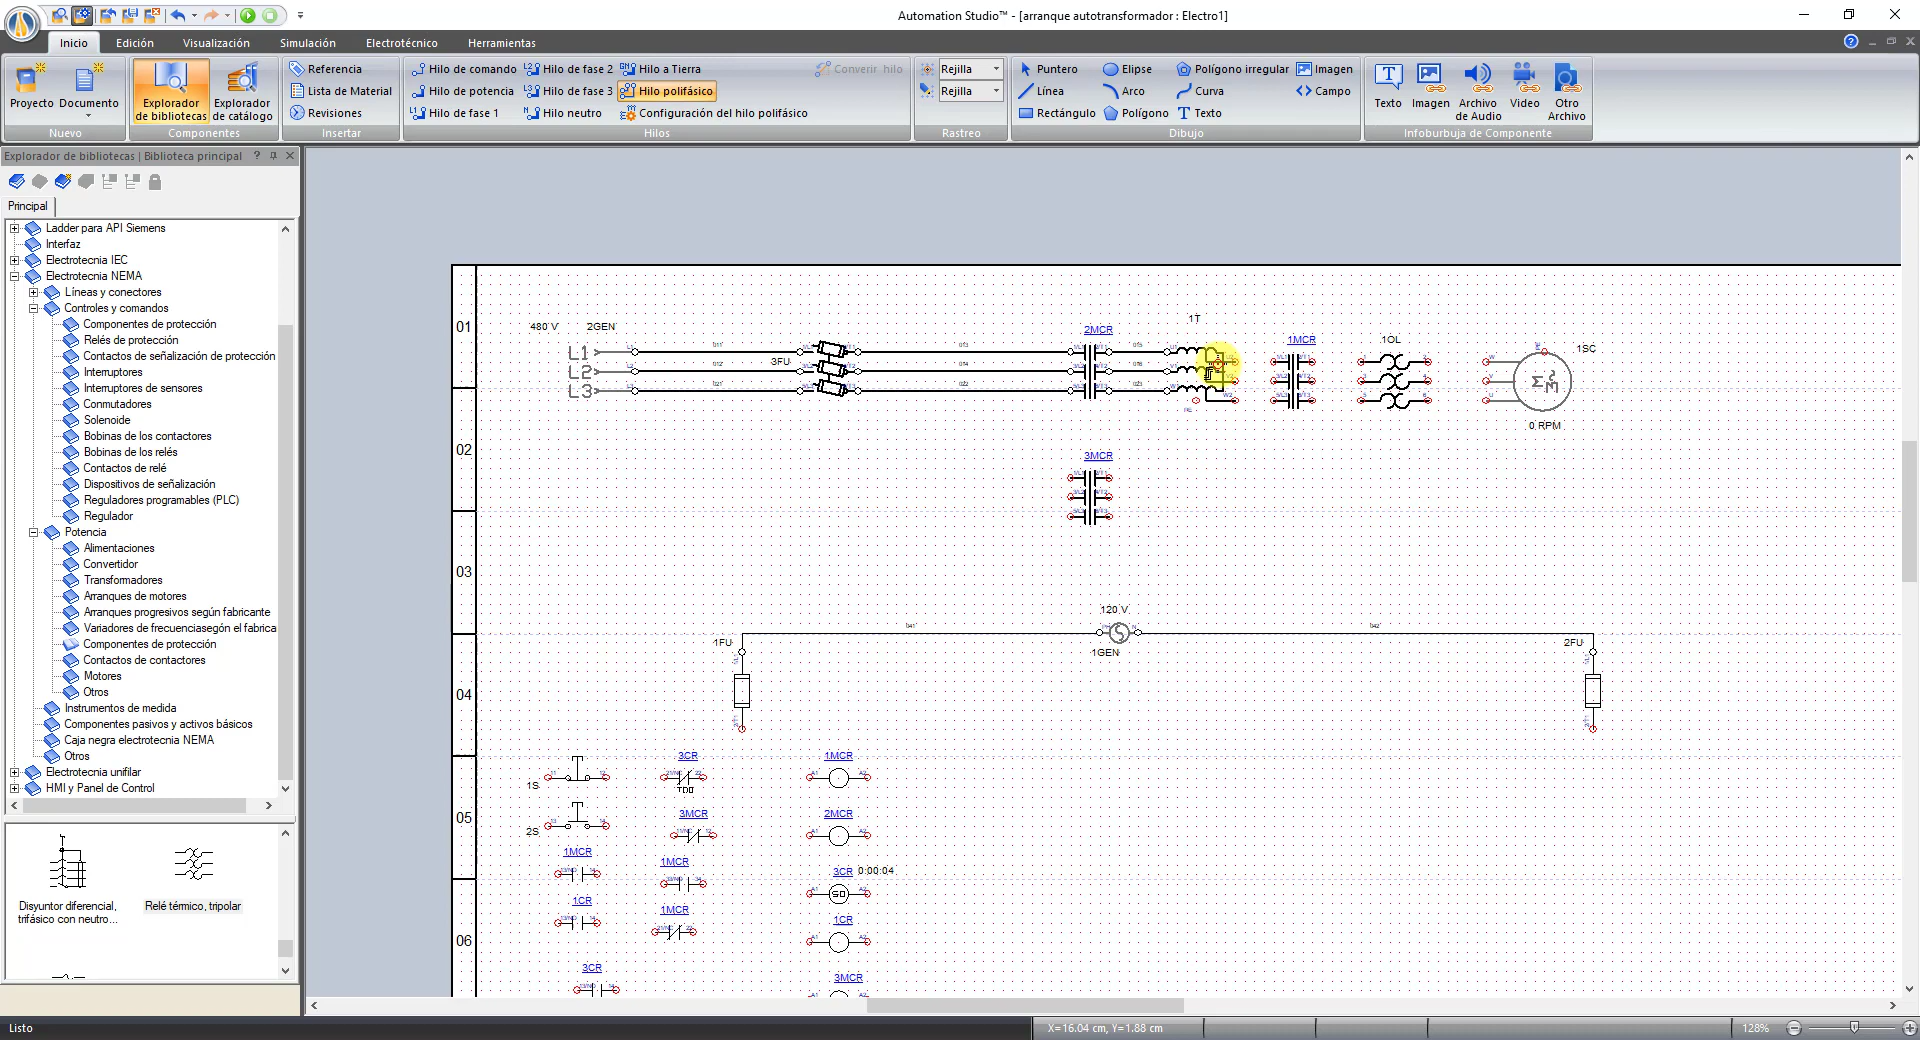 Automation Studio™ - [arranque autotransformador : Electro1]
Inicio
Edición
Visualización
Simulación
Electrotécnico
Herramientas
Proyecto
Documento
Nuevo
Explorador de bibliotecas
Explorador de catálogo
Componentes
Referencia
Lista de Material
Revisiones
Insertar
Hilo de comando
Hilo de fase 2
Hilo a Tierra
Convertir hilo
Hilo de potencia
Hilo de fase 3
Hilo polifásico
Hilo de fase 1
Hilo neutro
Configuración del hilo polifásico
Hilos
Rejilla
Rejilla
Rastreo
Puntero
Elipse
Polígono irregular
Imagen
Línea
Arco
Curva
Campo
Rectángulo
Polígono
Texto
Dibujo
Texto
Imagen
Archivo de Audio
Video
Otro Archivo
Infoburbuja de Componente
Explorador de bibliotecas | Biblioteca principal
Principal
Ladder para API Siemens
Interfaz
Electrotecnia IEC
Electrotecnia NEMA
Líneas y conectores
Controles y comandos
Componentes de protección
Relés de protección
Contactos de señalización de protección
Interruptores
Interruptores de sensores
Conmutadores
Solenoide
Bobinas de los contactores
Bobinas de los relés
Contactos de relé
Dispositivos de señalización
Reguladores programables (PLC)
Regulador
Potencia
Alimentaciones
Convertidor
Transformadores
Arranques de motores
Arranques progresivos según fabricante
Variadores de frecuenciasegón el fabrica
Componentes de protección
Contactos de contactores
Motores
Otros
Instrumentos de medida
Componentes pasivos y activos básicos
Caja negra electrotecnia NEMA
Otros
Electrotecnia unifilar
HMI y Panel de Control
Disyuntor diferencial, trifásico con neutro...
Relé térmico, tripolar
01
02
03
04
05
06
480 V
2GEN
L1
L2
L3
3FU
2MCR
1T
1MCR
1OL
1SC
0 RPM
3MCR
120 V
1GEN
1FU
2FU
1S
2S
3CR
TDO
1MCR
3MCR
2MCR
1MCR
1MCR
3CR 0:00:04
SO
1CR
1MCR
1CR
3CR
3MCR
Listo
X=16.04 cm, Y=1.88 cm
128%